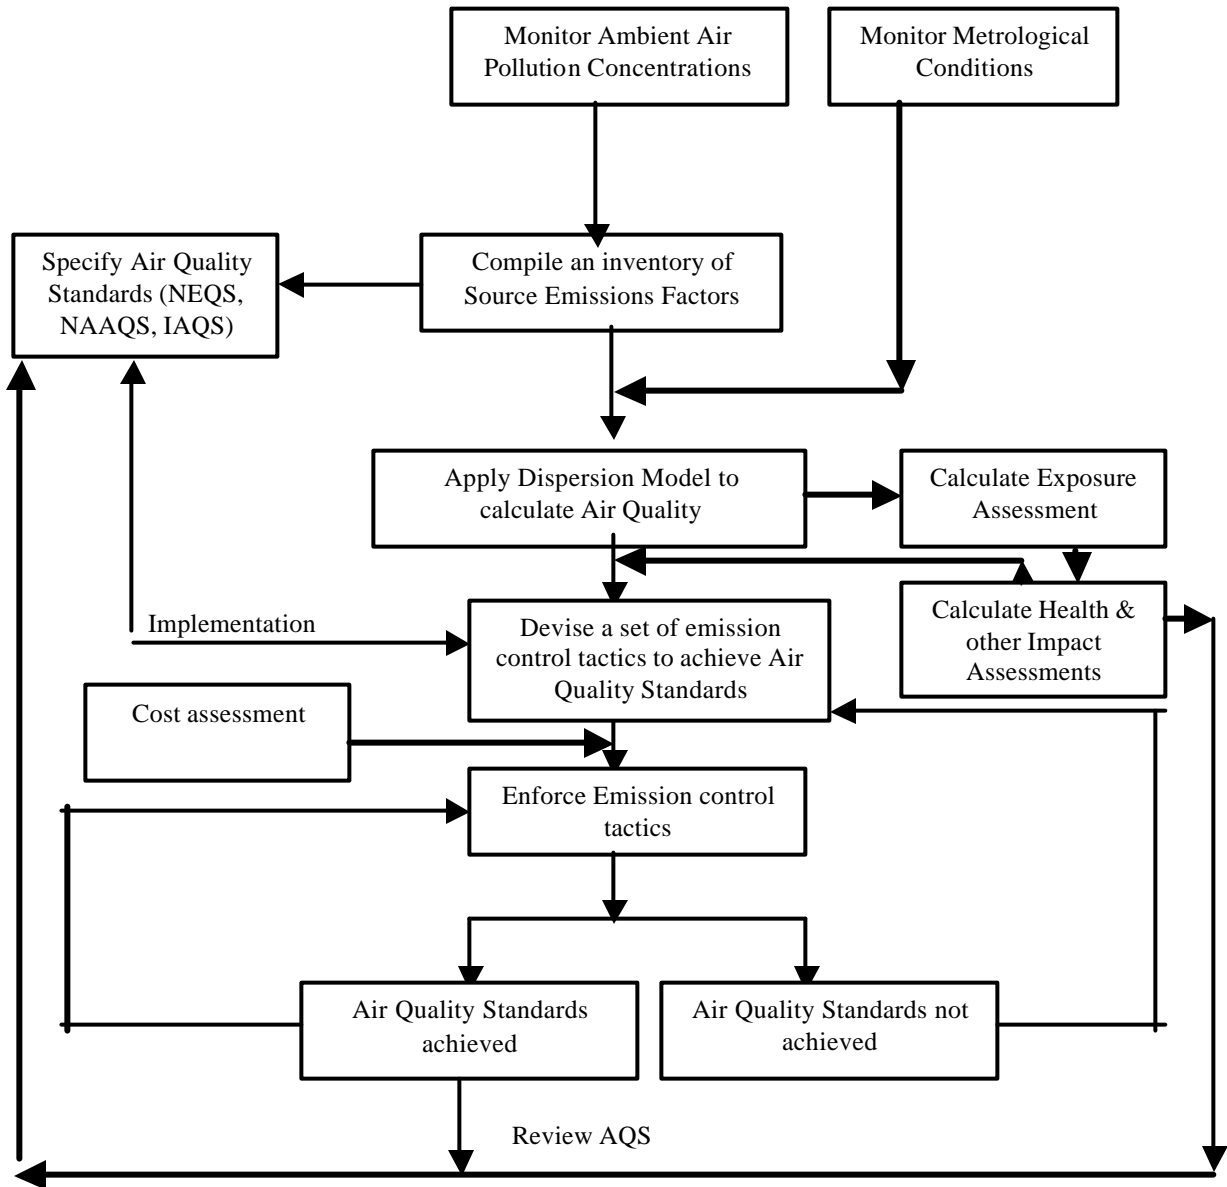 Monitor Ambient Air
Pollution Concentrations
Monitor Metrological
Conditions
Specify Air Quality
Standards (NEQS,
NAAQS, IAQS)
Compile an inventory of
Source Emissions Factors
Apply Dispersion Model to
calculate Air Quality
Calculate Exposure
Assessment
Implementation
Devise a set of emission
control tactics to achieve Air
Quality Standards
Calculate Health &
other Impact
Assessments
Cost assessment
Enforce Emission control
tactics
Air Quality Standards
achieved
Air Quality Standards not
achieved
Review AQS